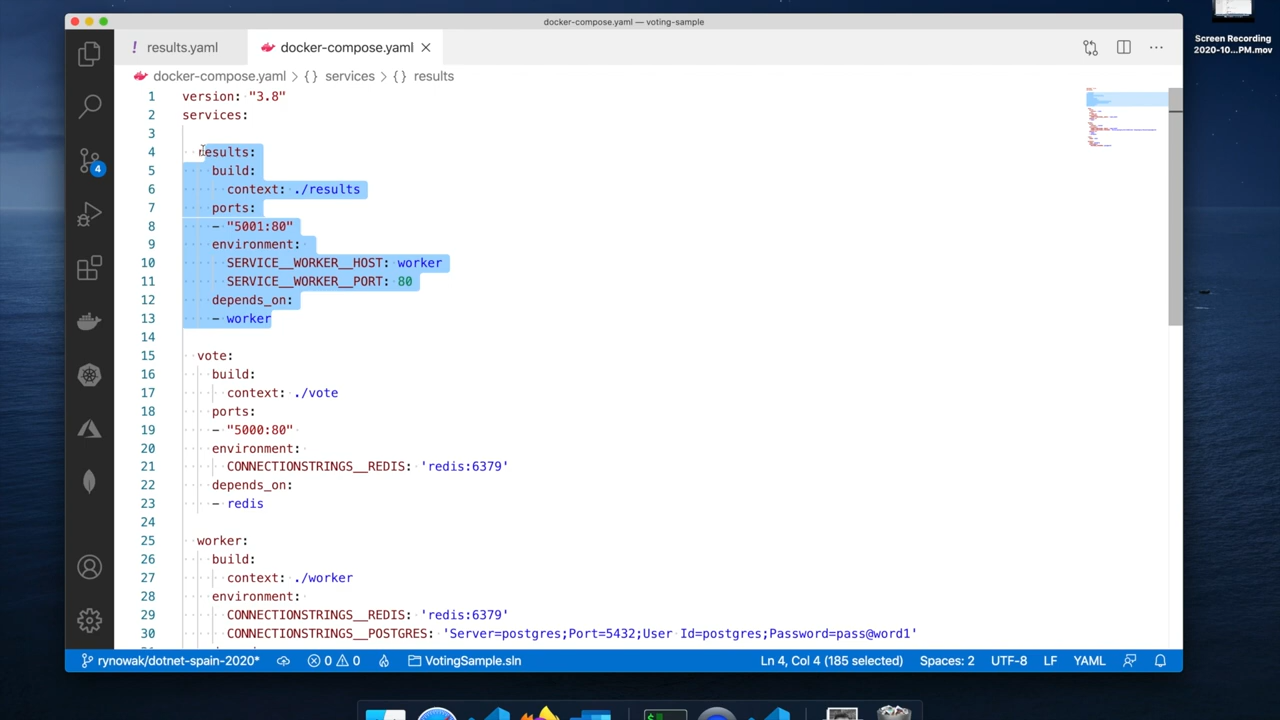 docker-compose.yaml — voting-sample
Screen Recording
2020-10...PM.mov
! results.yaml
docker-compose.yaml
docker-compose.yaml > {} services > {} results
1 version: "3.8"
2 services:
3
4 results:
5 build:
6 context: ./results
7 ports:
8 - "5001:80"
9 environment:
10 SERVICE__WORKER__HOST: worker
11 SERVICE__WORKER__PORT: 80
12 depends_on:
13 - worker
14
15 vote:
16 build:
17 context: ./vote
18 ports:
19 - "5000:80"
20 environment:
21 CONNECTIONSTRINGS__REDIS: 'redis:6379'
22 depends_on:
23 - redis
24
25 worker:
26 build:
27 context: ./worker
28 environment:
29 CONNECTIONSTRINGS__REDIS: 'redis:6379'
30 CONNECTIONSTRINGS__POSTGRES: 'Server=postgres;Port=5432;User Id=postgres;Password=pass@word1'
4
rynowak/dotnet-spain-2020* 0 0 VotingSample.sln Ln 4, Col 4 (185 selected) Spaces: 2 UTF-8 LF YAML